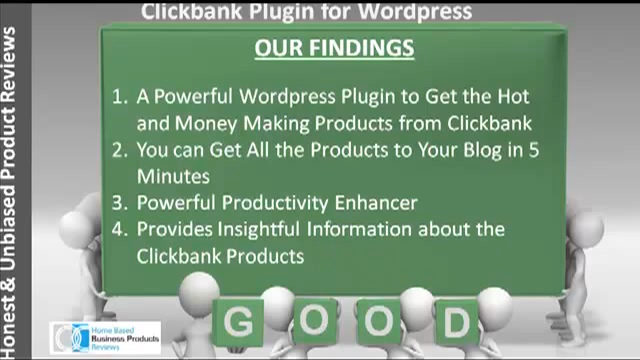 Clickbank Plugin for Wordpress
OUR FINDINGS
1. A Powerful Wordpress Plugin to Get the Hot
and Money Making Products from Clickbank
2. You can Get All the Products to Your Blog in 5
Minutes
3. Powerful Productivity Enhancer
4. Provides Insightful Information about the
Clickbank Products
GOOD
Honest & Unbiased Product Reviews
Home Based
Business Products
Reviews